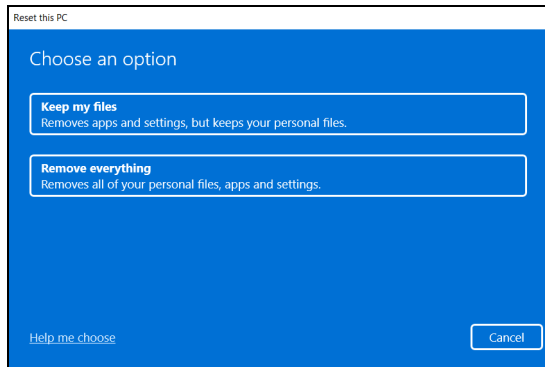 Reset this PC
Choose an option
Keep my files
Removes apps and settings, but keeps your personal files.
Remove everything
Removes all of your personal files, apps and settings.
Help me choose
Cancel